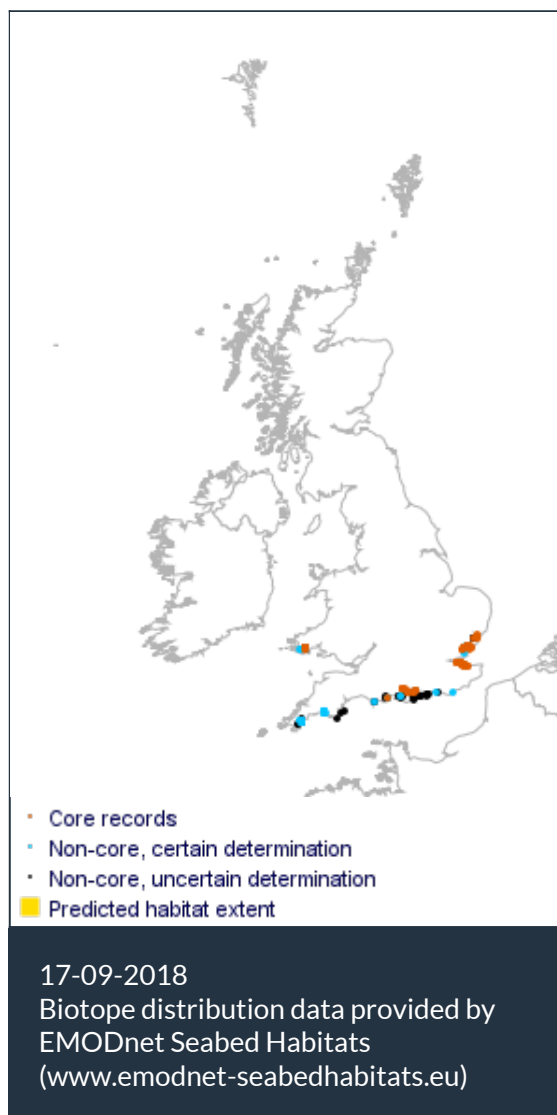 Core records
Non-core, certain determination
Non-core, uncertain determination
Predicted habitat extent
17-09-2018
Biotope distribution data provided by
EMODnet Seabed Habitats
(www.emodnet-seabedhabitats.eu)